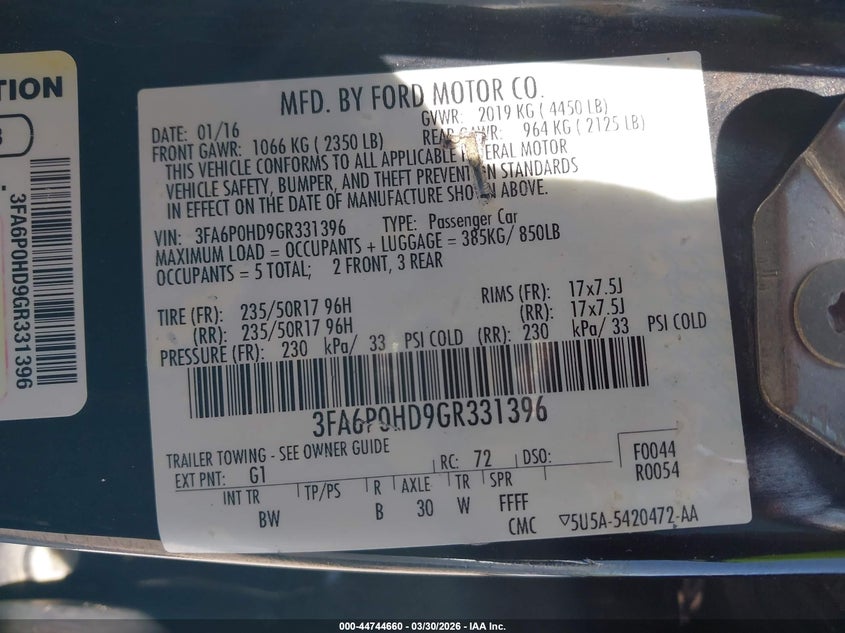 TION
3FA6P0HD9GR331396
MFD. BY FORD MOTOR CO.
DATE: 01/16 GVWR: 2019 KG ( 4450 LB)
FRONT GAWR: 1066 KG ( 2350 LB) REAR GAWR: 964 KG ( 2125 LB)
THIS VEHICLE CONFORMS TO ALL APPLICABLE MOTOR
VEHICLE SAFETY, BUMPER, AND THEFT PREVENTION STANDARDS
IN EFFECT ON THE DATE OF MANUFACTURE SHOWN ABOVE.
VIN: 3FA6P0HD9GR331396 TYPE: Passenger Car
MAXIMUM LOAD = OCCUPANTS + LUGGAGE = 385KG/ 850LB
OCCUPANTS = 5 TOTAL; 2 FRONT, 3 REAR
TIRE (FR): 235/50R17 96H RIMS (FR): 17x7.5J
(RR): 235/50R17 96H (RR): 17x7.5J
PRESSURE (FR): 230 kPa/ 33 PSI COLD (RR): 230 kPa/ 33 PSI COLD
3FA6P0HD9GR331396
TRAILER TOWING - SEE OWNER GUIDE
EXT PNT: G1 RC: 72 DSO: F0044
R0054
INT TR TP/PS R AXLE TR SPR
BW B 30 W FFFF
CMC ▽5U5A-5420472-AA
000-44744660 - 03/30/2026 - IAA Inc.